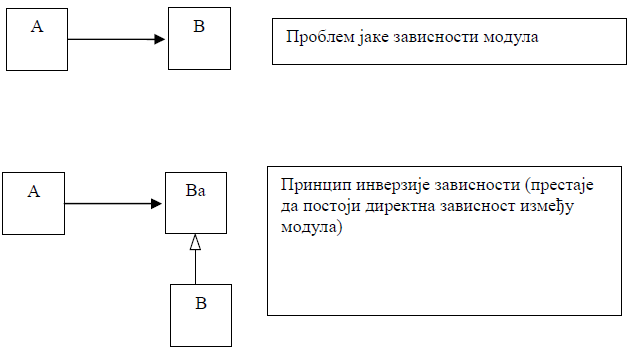 A
B
Проблем јаке зависности модула
A
Ba
Принцип инверзије зависности (престаје
да постоји директна зависност између
модула)
B